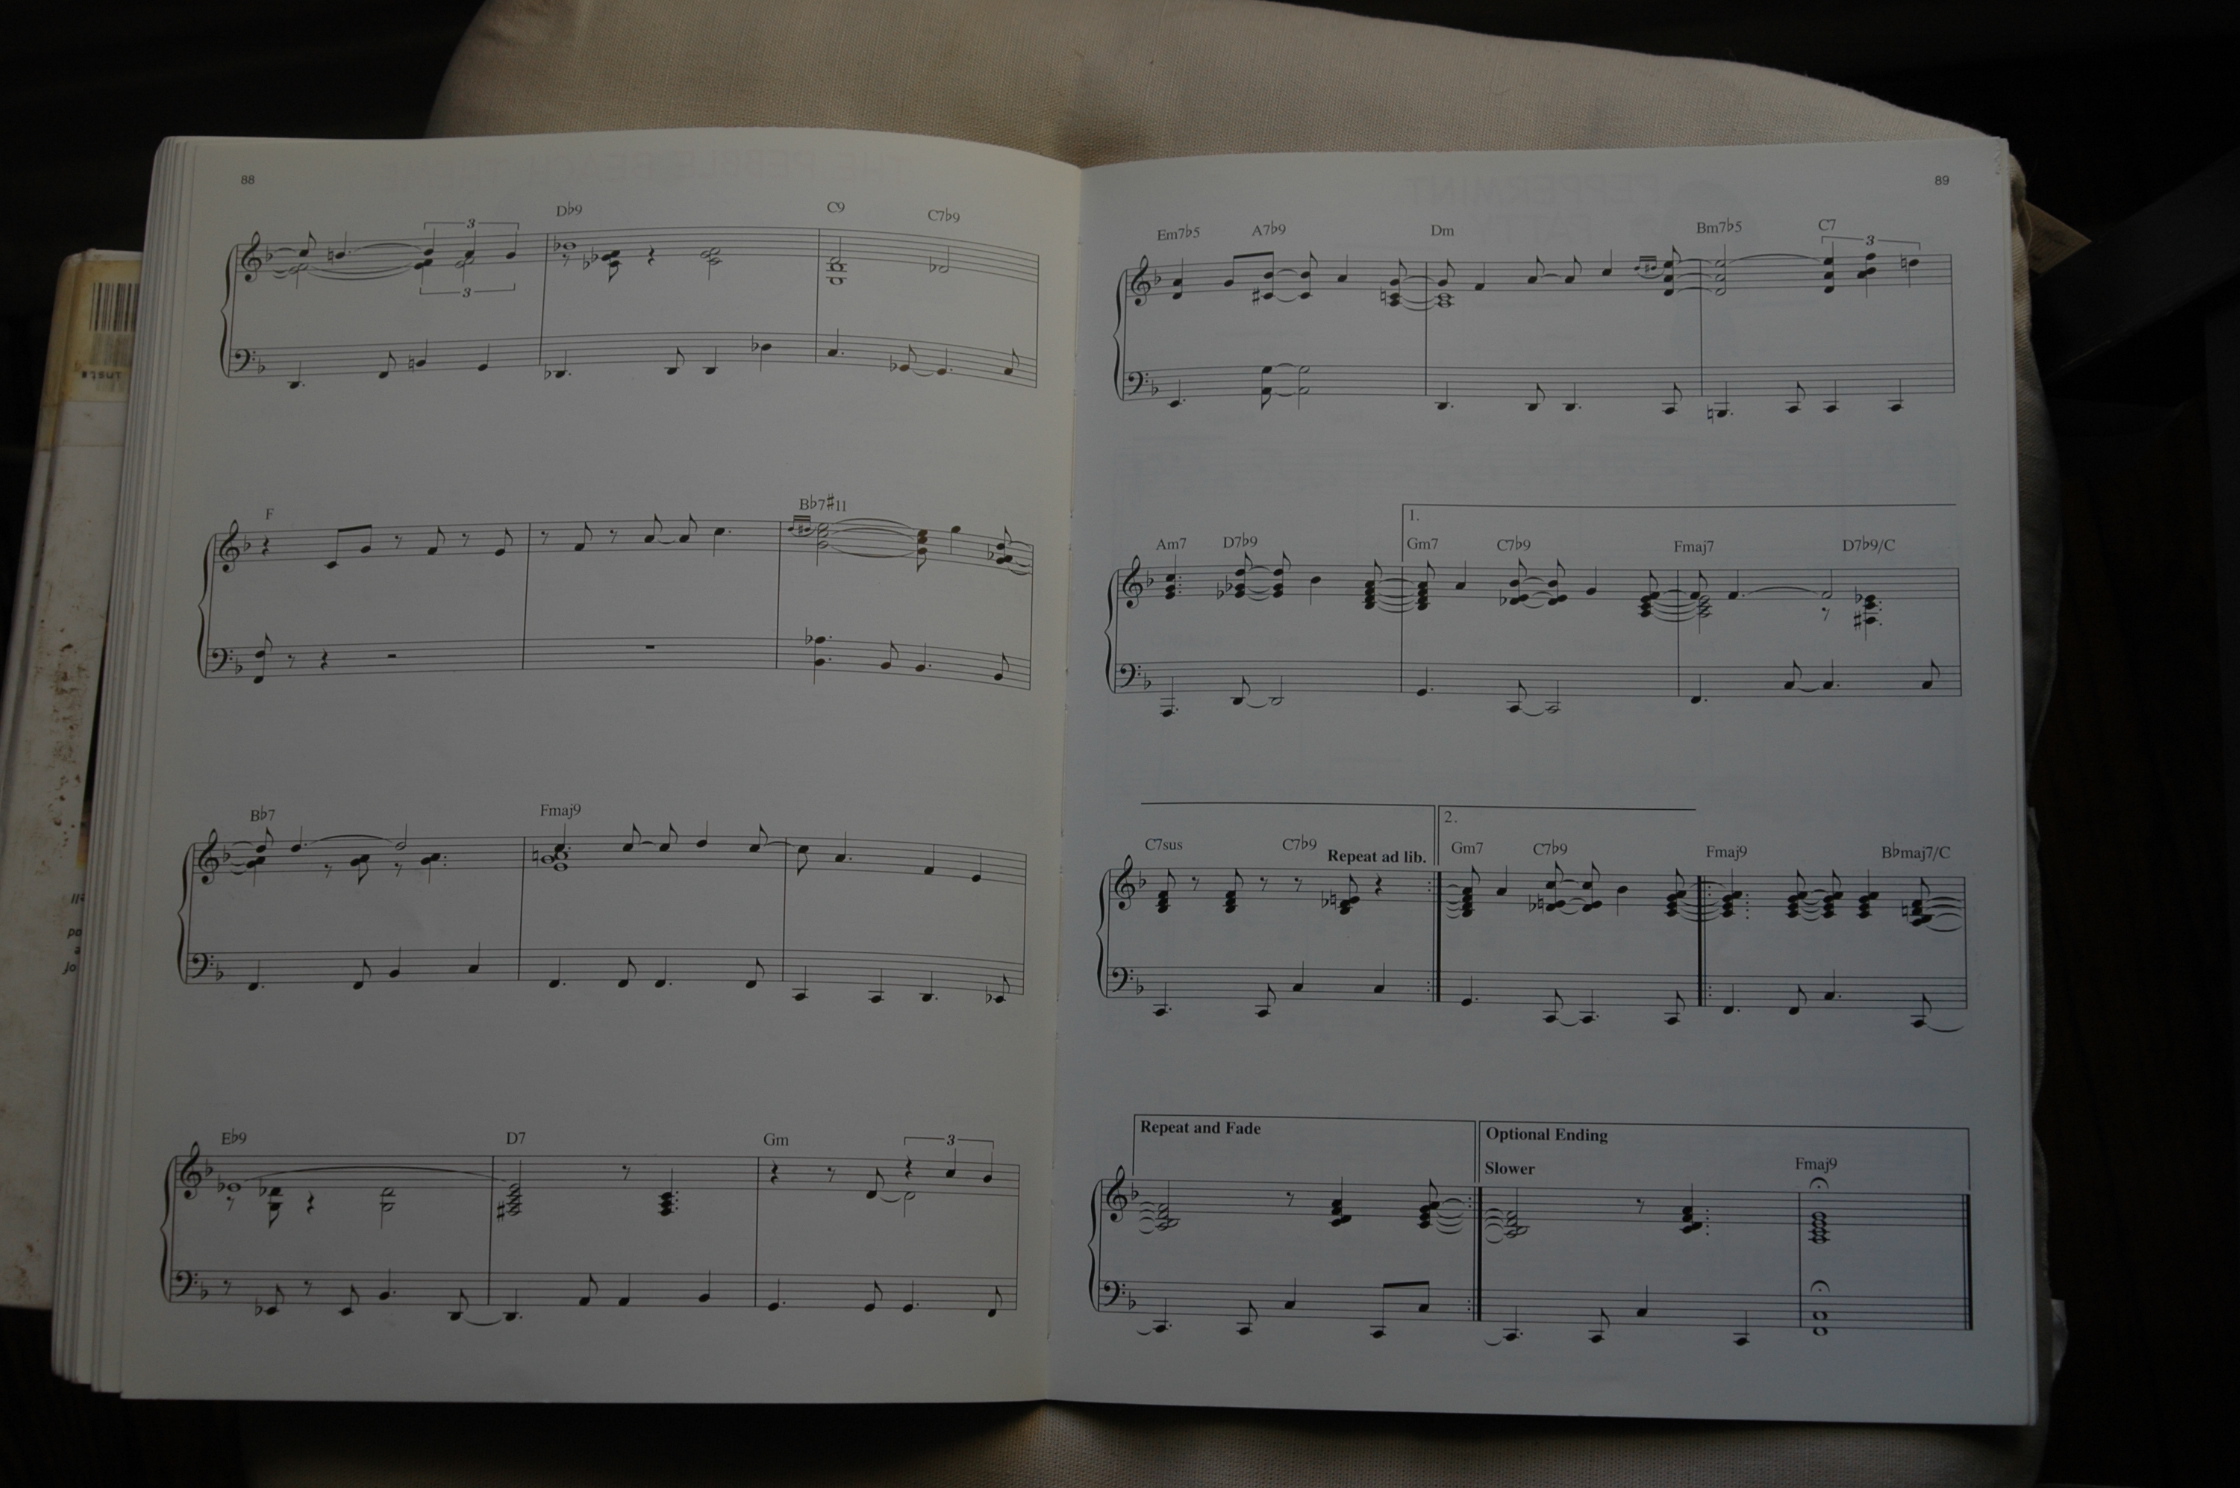 88
3
3
D♭9
C9
C7♭9
F
B♭7♯11
B♭7
Fmaj9
E♭9
D7
Gm
3
89
Em7♭5
A7♭9
Dm
Bm7♭5
C7
3
Am7
D7♭9
1.
Gm7
C7♭9
Fmaj7
D7♭9/C
C7sus
C7♭9
Repeat ad lib.
2.
Gm7
C7♭9
Fmaj9
B♭maj7/C
Repeat and Fade
Optional Ending
Slower
Fmaj9